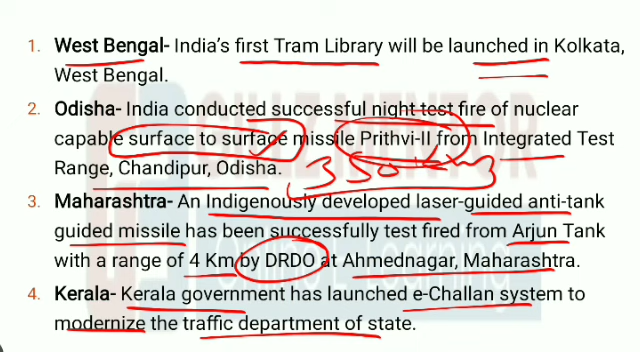 1. West Bengal- India's first Tram Library will be launched in Kolkata,
West Bengal.
2. Odisha- India conducted successful night test fire of nuclear
capable surface to surface missile Prithvi-II from Integrated Test
Range, Chandipur, Odisha. 350 km
3. Maharashtra- An Indigenously developed laser-guided anti-tank
guided missile has been successfully test fired from Arjun Tank
with a range of 4 Km by DRDO at Ahmednagar, Maharashtra.
4. Kerala- Kerala government has launched e-Challan system to
modernize the traffic department of state.